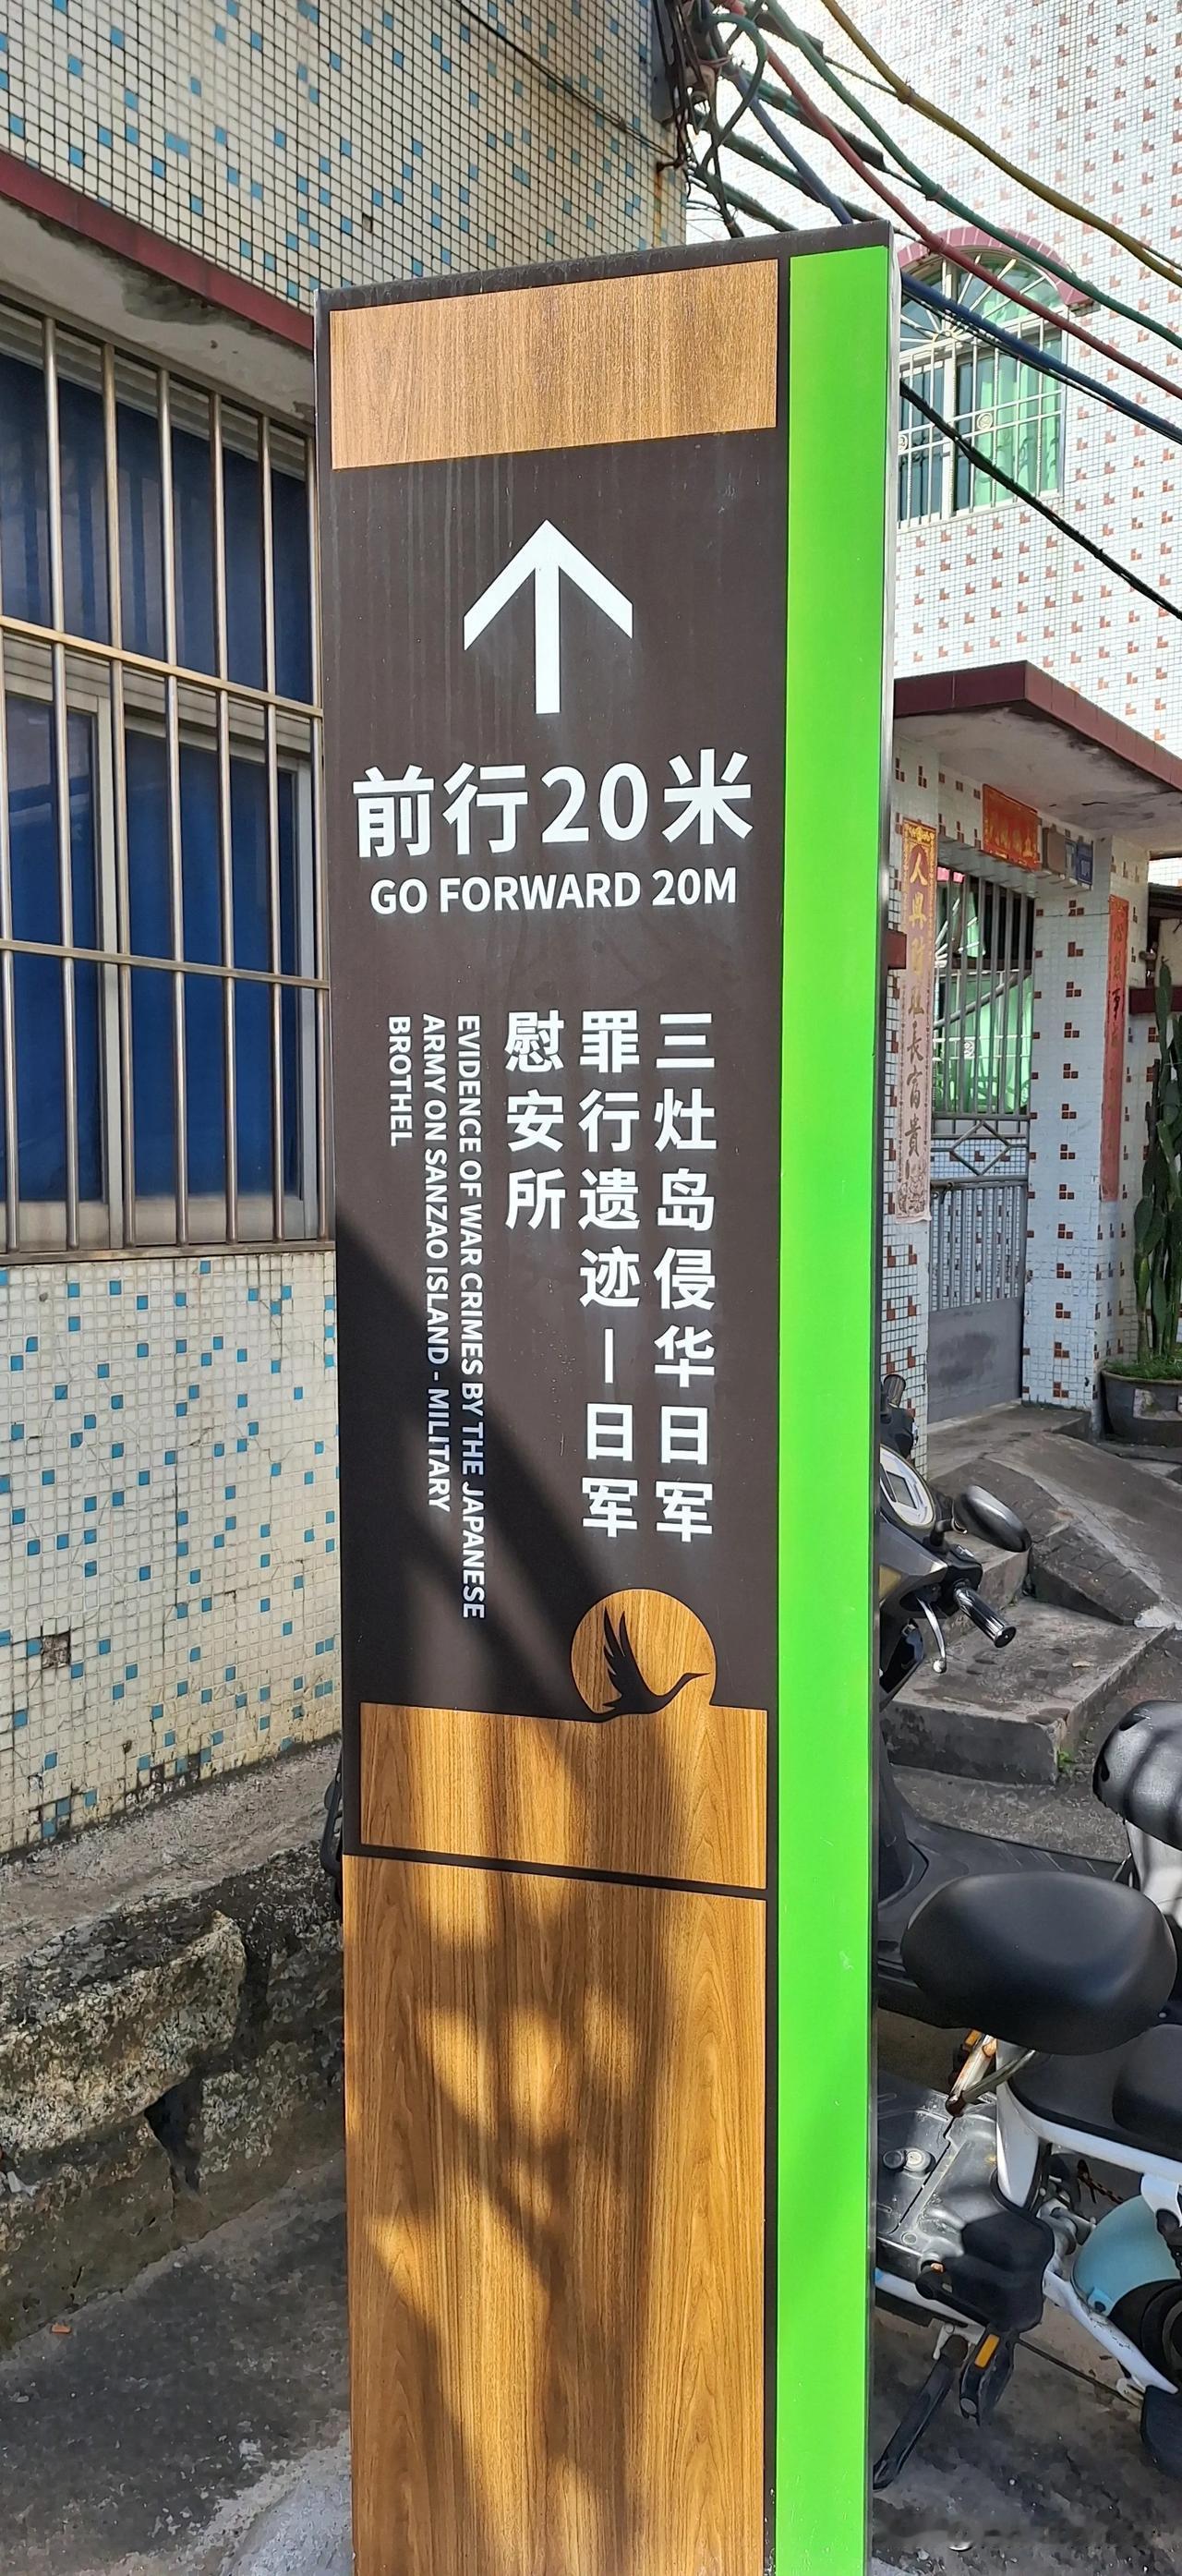 前行20米
GO FORWARD 20M
三灶岛侵华日军
罪行遗迹—日军
慰安所
EVIDENCE OF WAR CRIMES BY THE JAPANESE
ARMY ON SANZAO ISLAND - MILITARY
BROTHEL